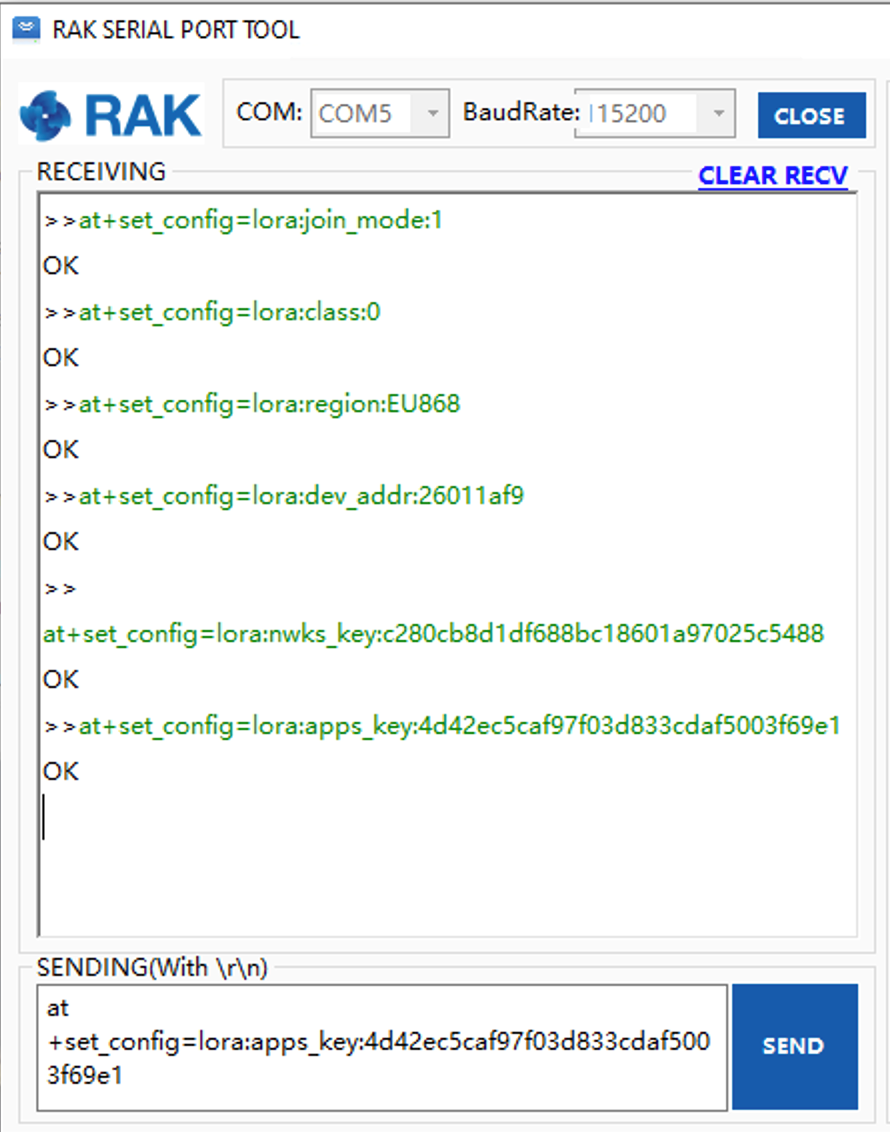 RAK SERIAL PORT TOOL
RAK COM: COM5 BaudRate: 115200 CLOSE
RECEIVING CLEAR RECV
>>at+set_config=lora:join_mode:1
OK
>>at+set_config=lora:class:0
OK
>>at+set_config=lora:region:EU868
OK
>>at+set_config=lora:dev_addr:26011af9
OK
>>
at+set_config=lora:nwks_key:c280cb8d1df688bc18601a97025c5488
OK
>>at+set_config=lora:apps_key:4d42ec5caf97f03d833cdaf5003f69e1
OK
SENDING(With \r\n)
at
+set_config=lora:apps_key:4d42ec5caf97f03d833cdaf500
3f69e1
SEND